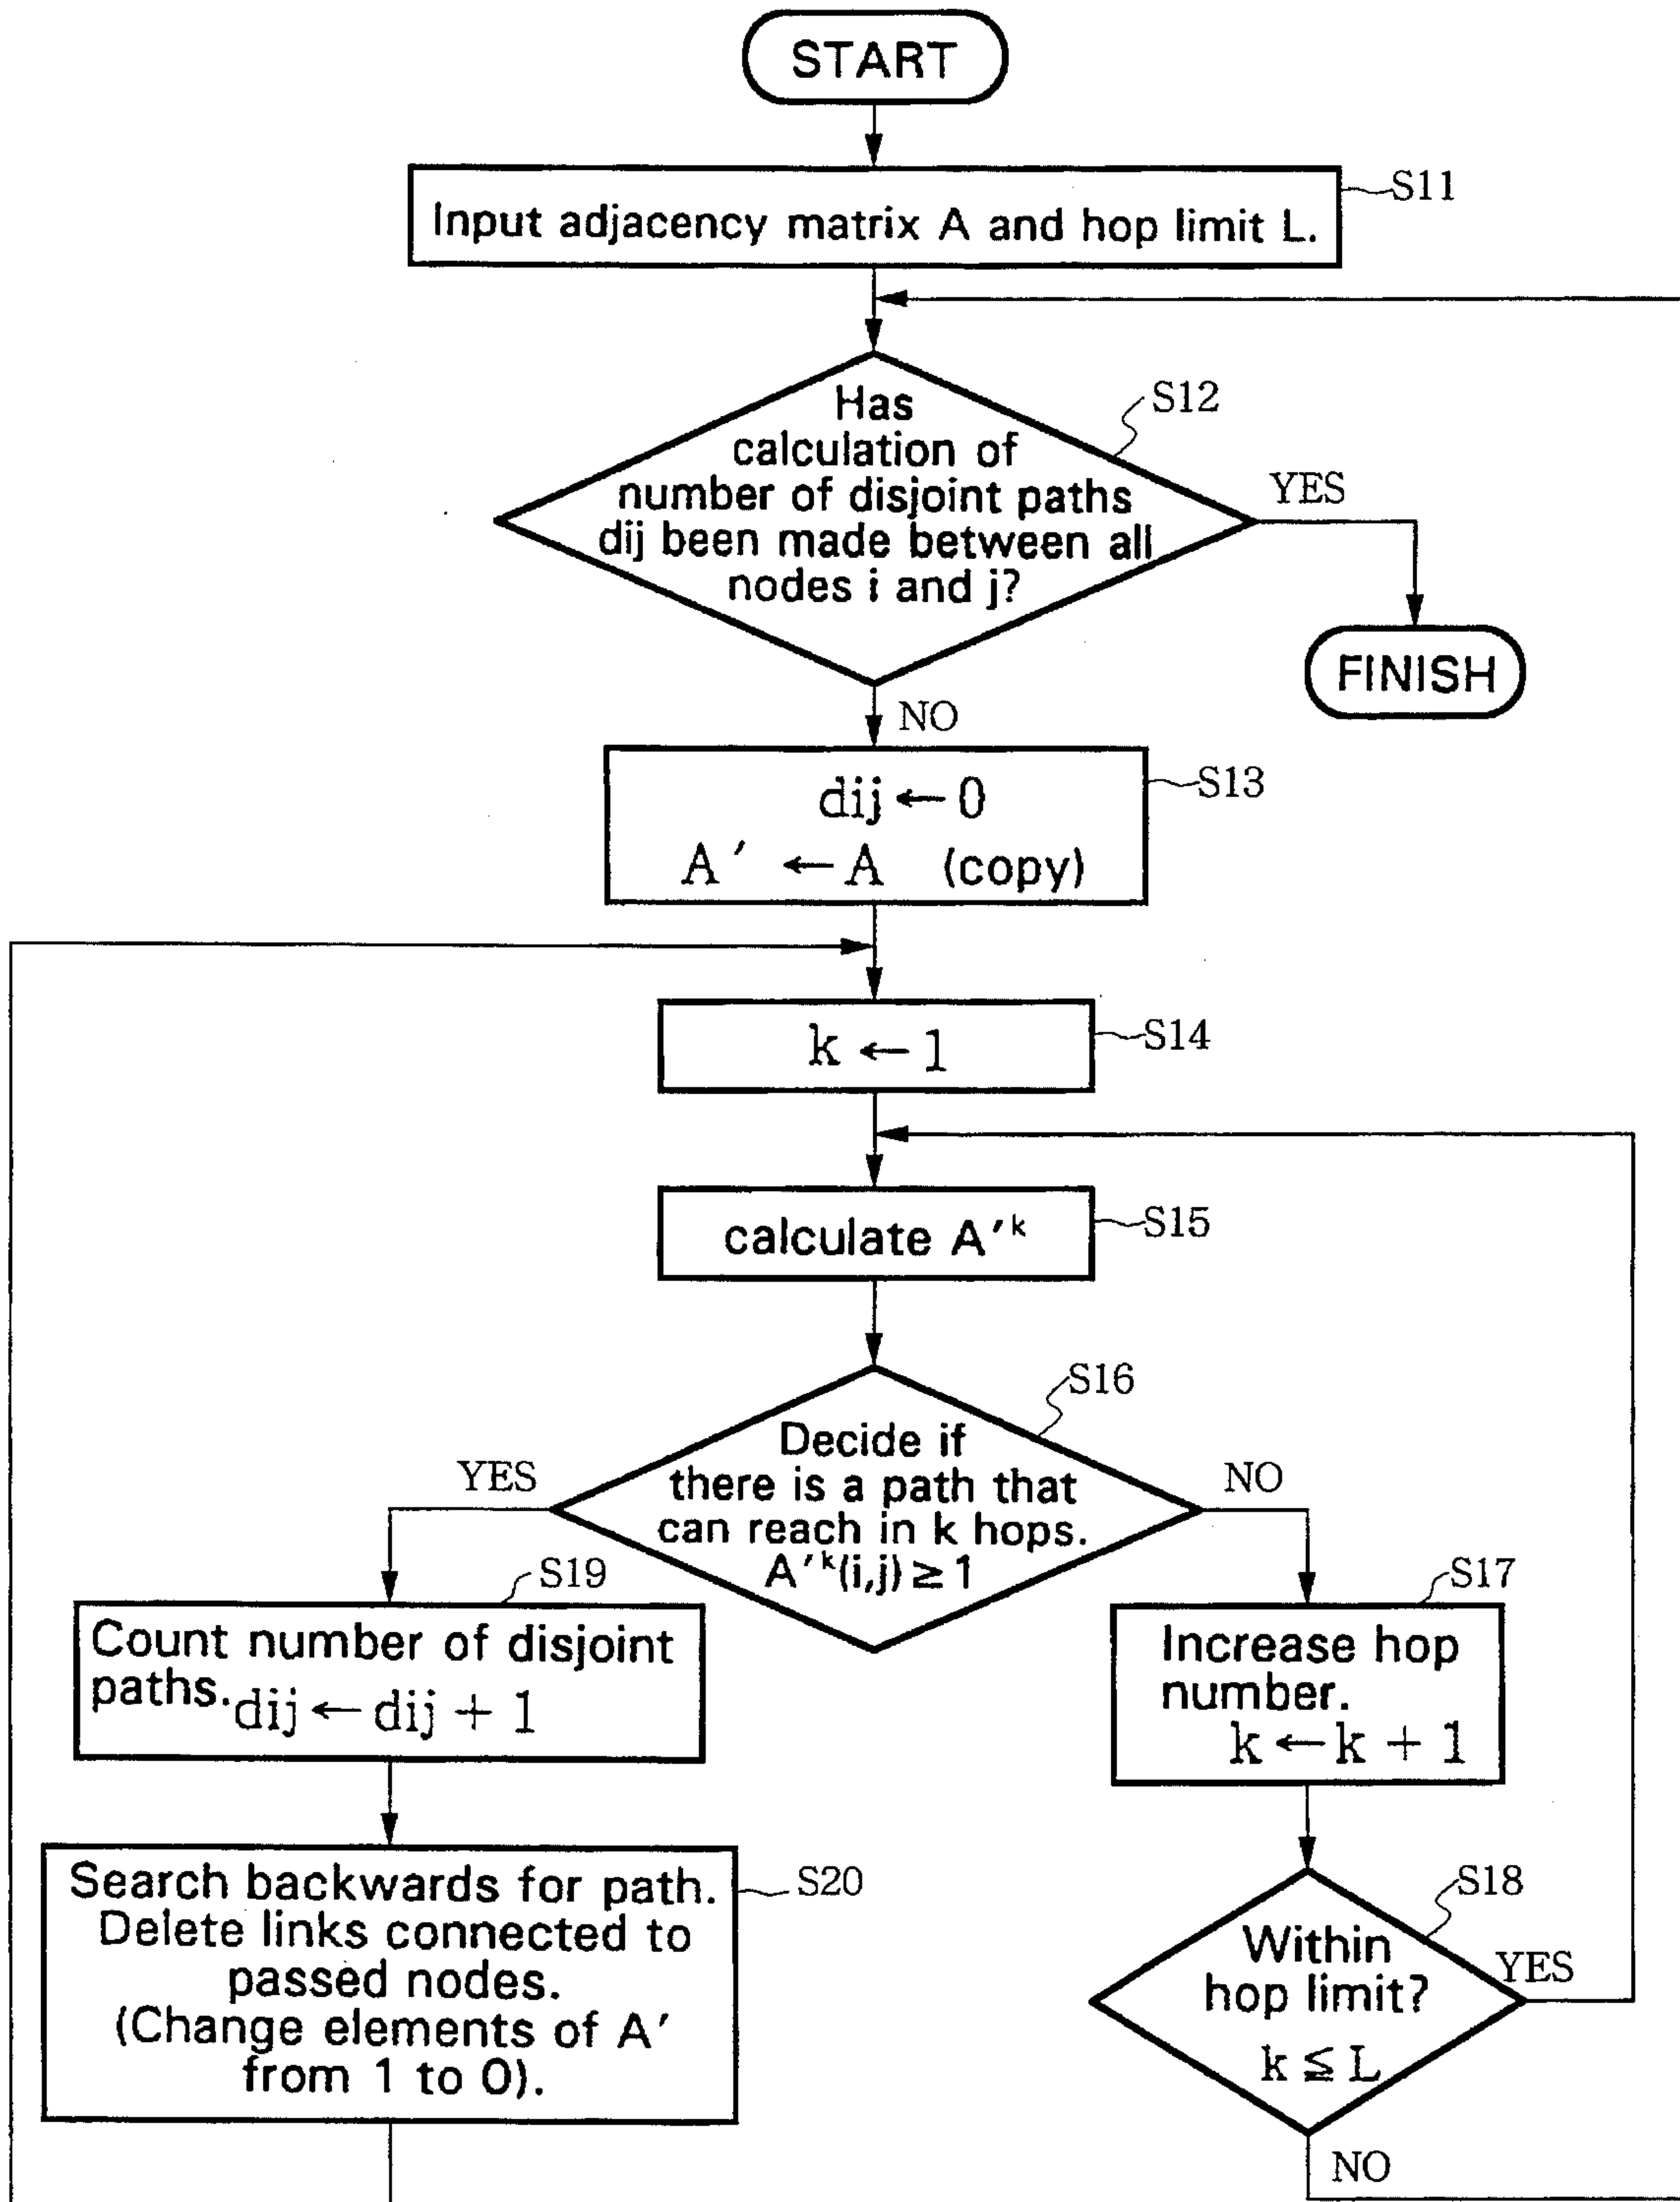 START
S11
Input adjacency matrix A and hop limit L.
S12
Has
calculation of
number of disjoint paths
dij been made between all
nodes i and j?
YES
FINISH
NO
S13
dij ← 0
A′ ← A (copy)
S14
k ← 1
S15
calculate A′ᵏ
S16
Decide if
there is a path that
can reach in k hops.
A′ᵏ(i,j) ≥ 1
YES
NO
S19
Count number of disjoint
paths. dij ← dij + 1
S17
Increase hop
number.
k ← k + 1
S20
Search backwards for path.
Delete links connected to
passed nodes.
(Change elements of A′
from 1 to 0).
S18
Within
hop limit?
k ≦ L
YES
NO